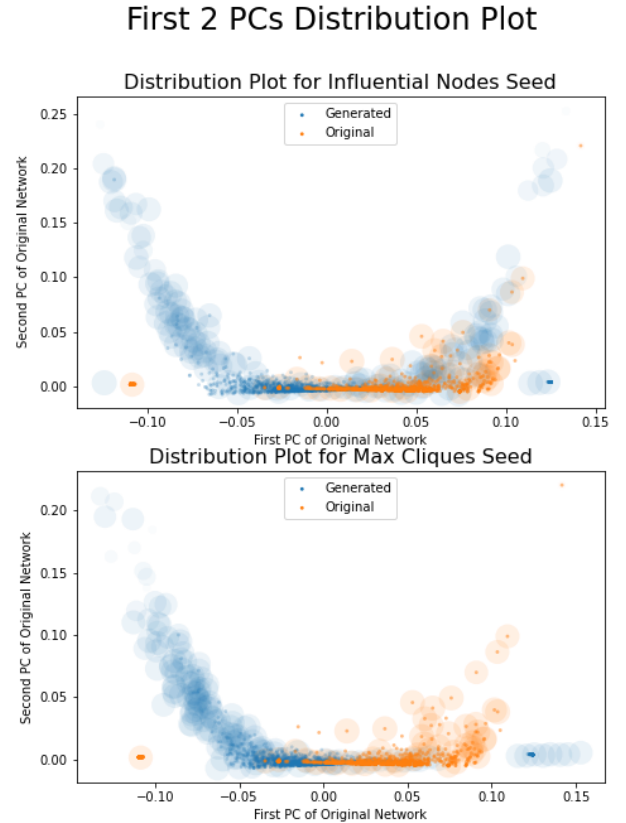 First 2 PCs Distribution Plot
Distribution Plot for Influential Nodes Seed
Generated
Original
Second PC of Original Network
0.25
0.20
0.15
0.10
0.05
0.00
−0.10 −0.05 0.00 0.05 0.10 0.15
First PC of Original Network
Distribution Plot for Max Cliques Seed
Generated
Original
Second PC of Original Network
0.20
0.15
0.10
0.05
0.00
−0.10 −0.05 0.00 0.05 0.10 0.15
First PC of Original Network